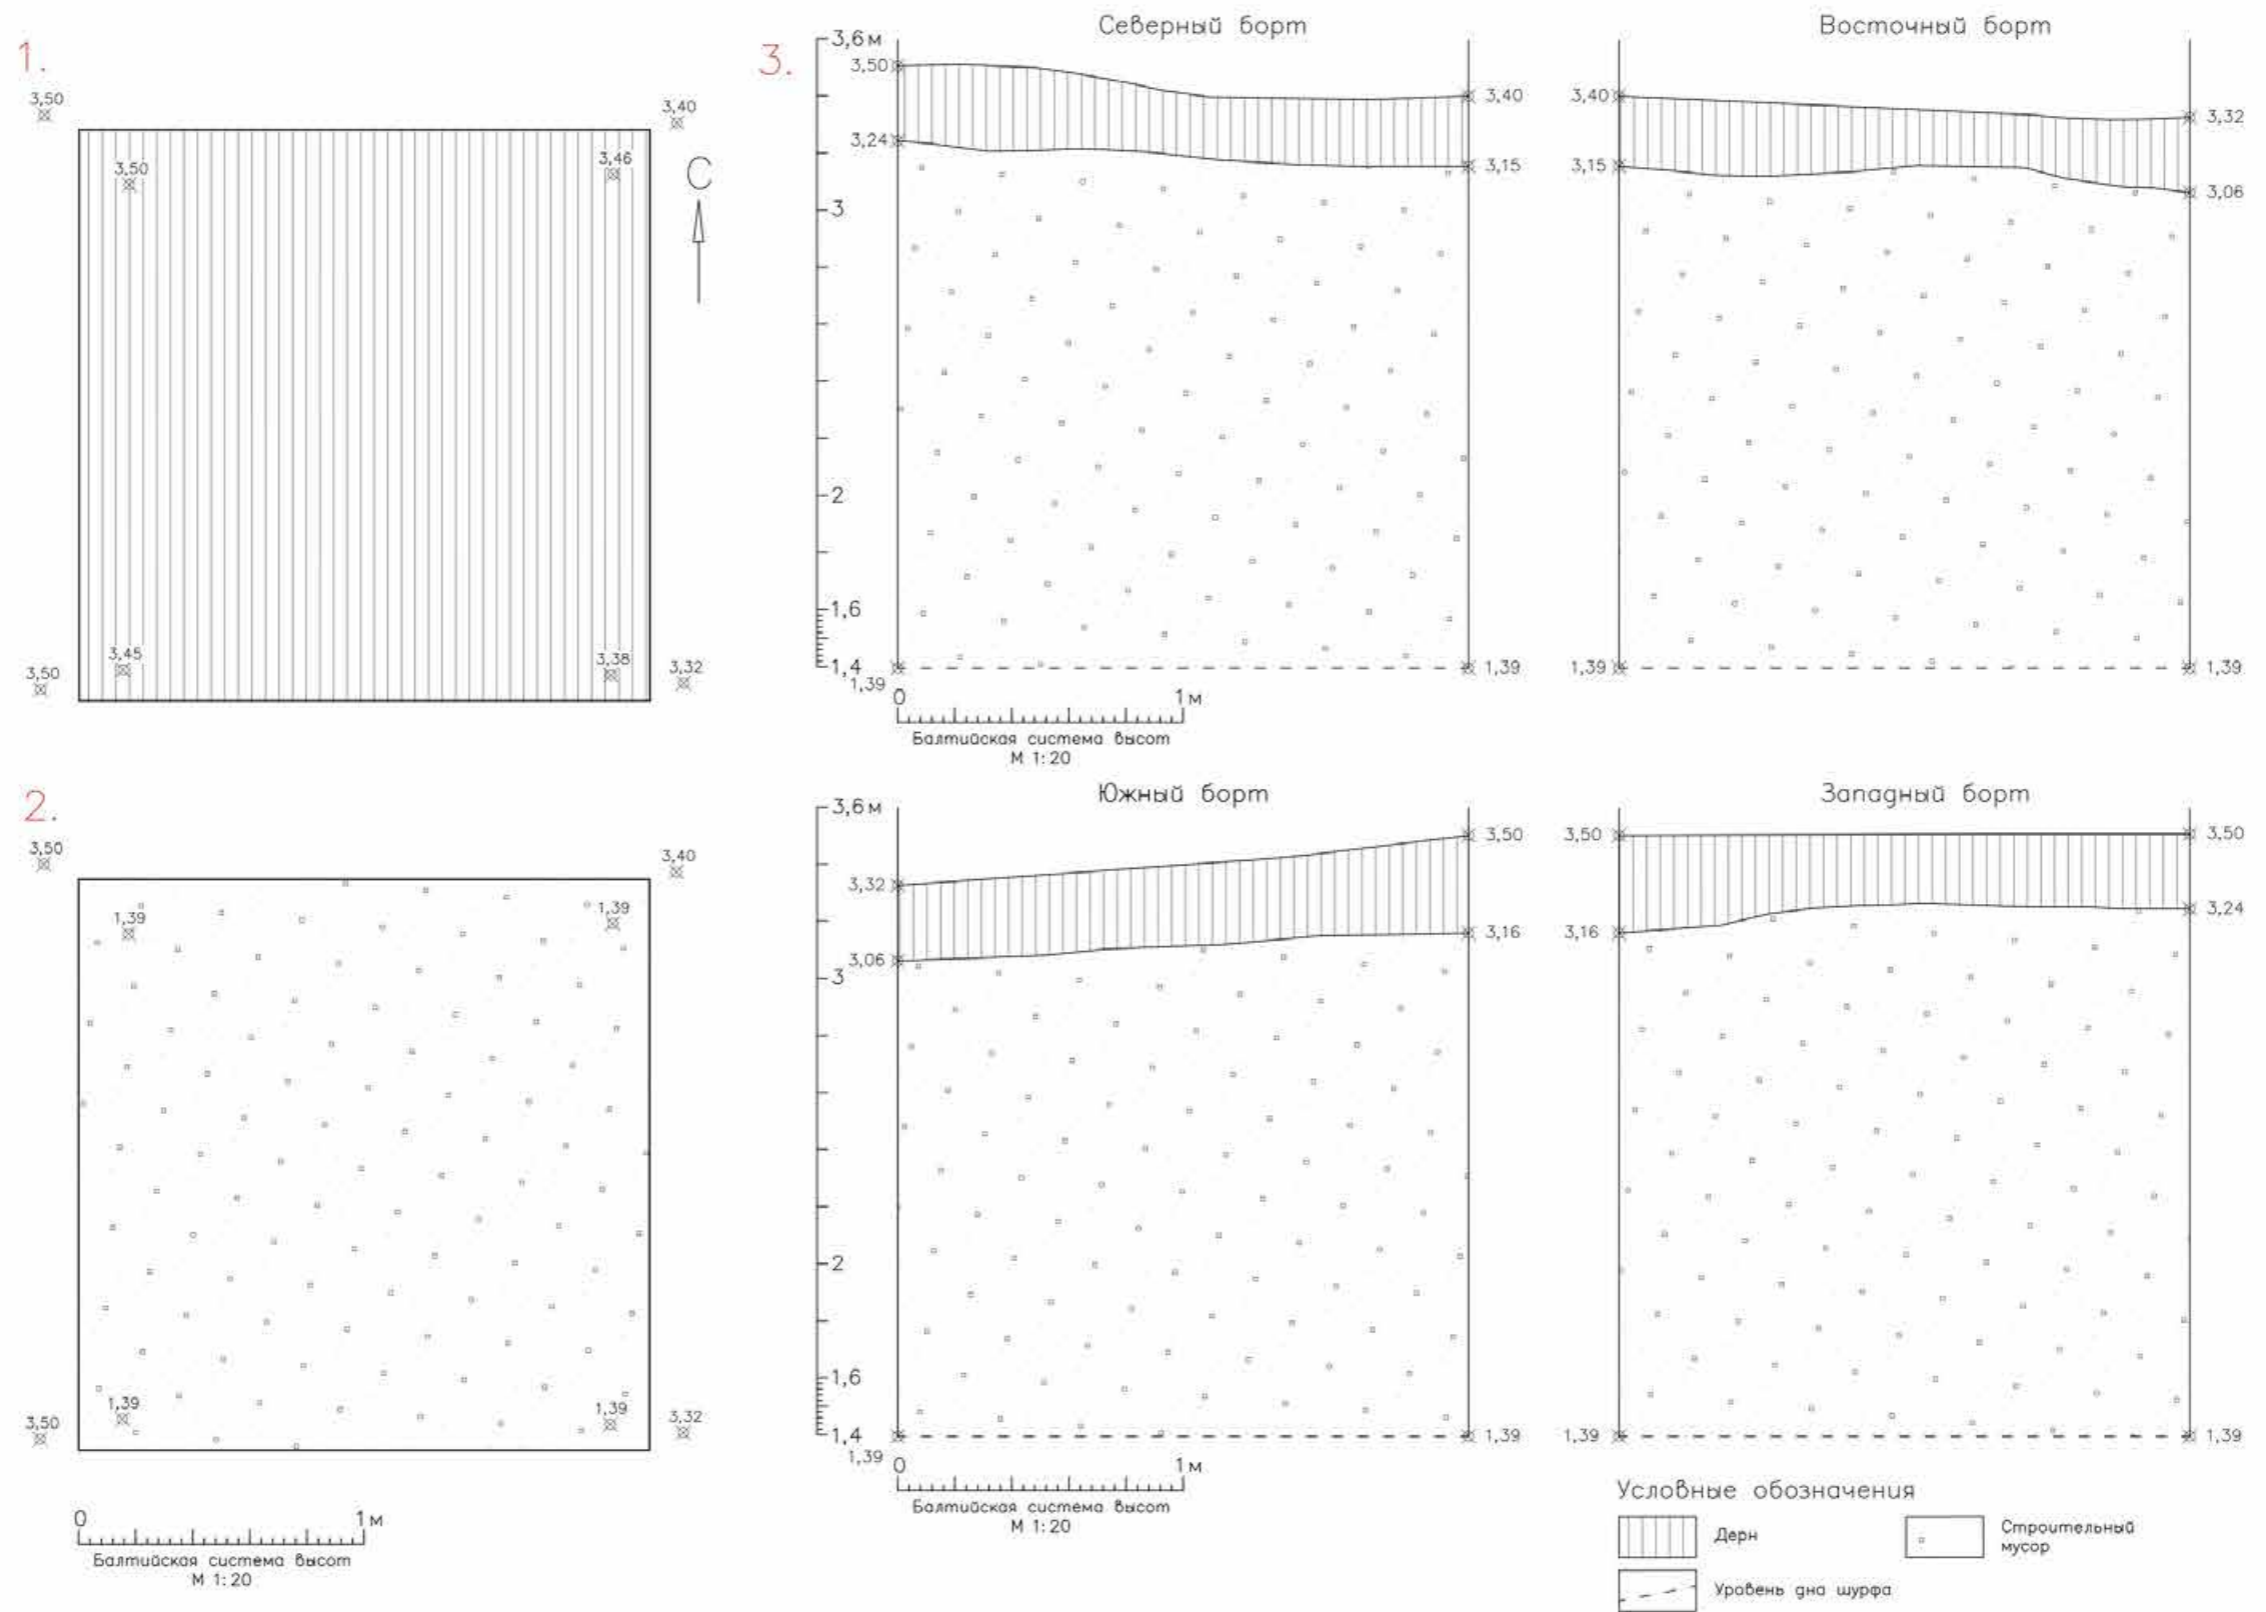 1.
3,50
3,40
3,50
3,46
С
3,45
3,38
3,50
3,32
2.
3,50
3,40
1,39
1,39
1,39
1,39
3,50
3,32
0 1м
Балтийская система высот
М 1:20
3.
Северный борт
3,6м
3,50
3,40
3,24
3,15
3
2
1,6
1,4
1,39
1,39
0 1м
Балтийская система высот
М 1:20
Восточный борт
3,40
3,32
3,15
3,06
1,39
1,39
Южный борт
3,6м
3,50
3,32
3,16
3,06
3
2
1,6
1,4
1,39
1,39
0 1м
Балтийская система высот
М 1:20
Западный борт
3,50
3,50
3,24
3,16
1,39
1,39
Условные обозначения
Дерн
Строительный
мусор
Уровень дна шурфа